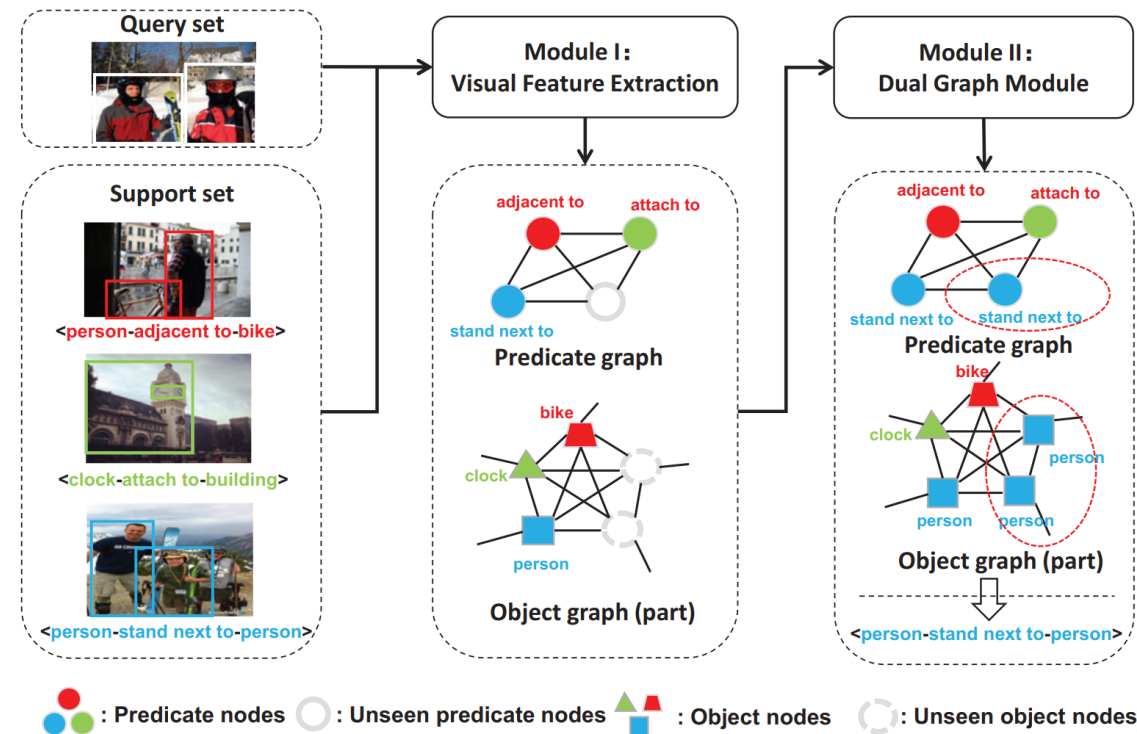 Query set
Support set
<person-adjacent to-bike>
<clock-attach to-building>
<person-stand next to-person>
Module I:
Visual Feature Extraction
adjacent to
attach to
stand next to
Predicate graph
bike
clock
person
Object graph (part)
Module II:
Dual Graph Module
adjacent to
attach to
stand next to
stand next to
Predicate graph
bike
clock
person
person
person
Object graph (part)
<person-stand next to-person>
: Predicate nodes
: Unseen predicate nodes
: Object nodes
: Unseen object nodes